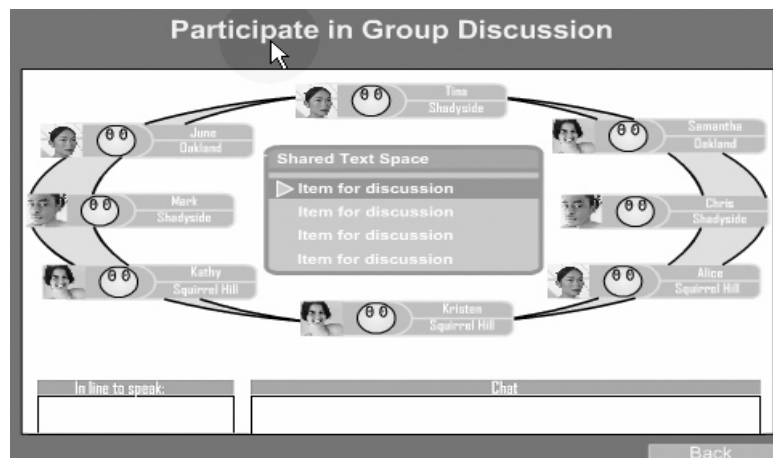 Participate in Group Discussion
Tina
Shadyside
June
Oakland
Samantha
Oakland
Shared Text Space
Item for discussion
Item for discussion
Item for discussion
Item for discussion
Mark
Shadyside
Chris
Shadyside
Kathy
Squirrel Hill
Alice
Squirrel Hill
Kristen
Squirrel Hill
In line to speak:
Chat
Back